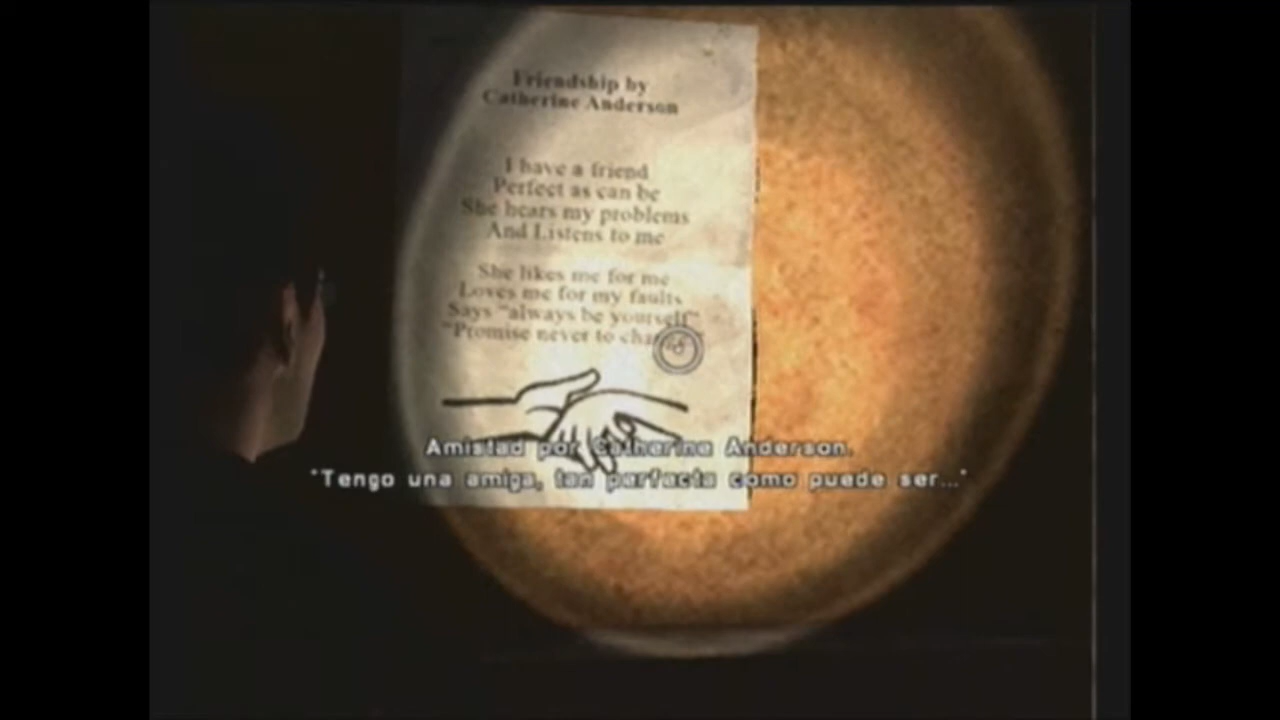 Friendship by
Catherine Anderson
I have a friend
Perfect as can be
She hears my problems
And Listens to me
She likes me for me
Loves me for my faults
Says "always be yourself"
"Promise never to change"
Amistad por Catherine Anderson.
"Tengo una amiga, tan perfecta como puede ser..."